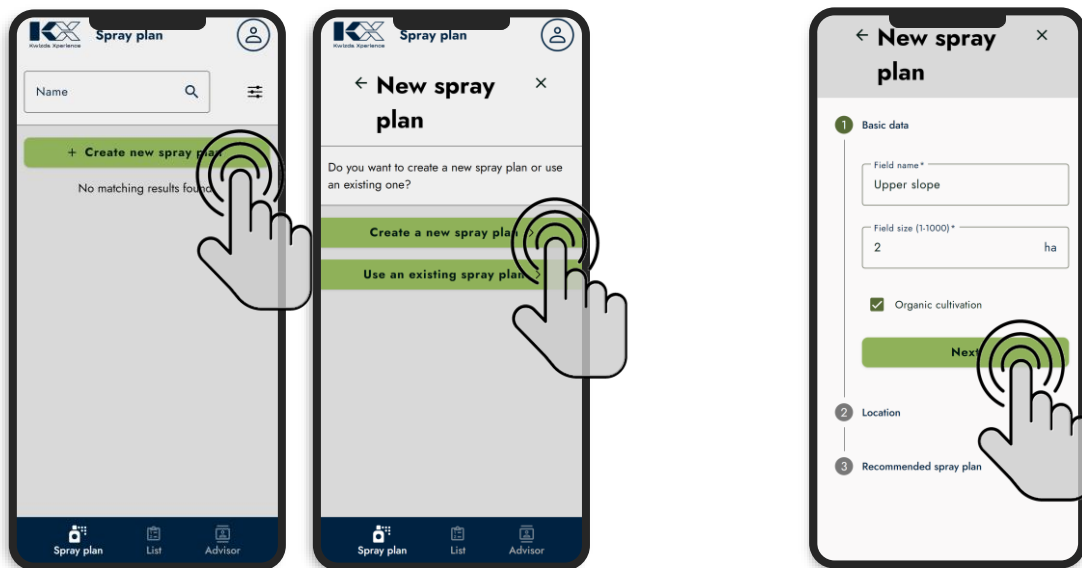 KX
Kwizda Xperience
Spray plan
Name
+ Create new spray plan
No matching results found
Spray plan
List
Advisor
KX
Kwizda Xperience
Spray plan
← New spray
plan
×
Do you want to create a new spray plan or use
an existing one?
Create a new spray plan >
Use an existing spray plan >
Spray plan
List
Advisor
← New spray
plan
×
1 Basic data
Field name*
Upper slope
Field size (1-1000)*
2
ha
Organic cultivation
Next
2 Location
3 Recommended spray plan